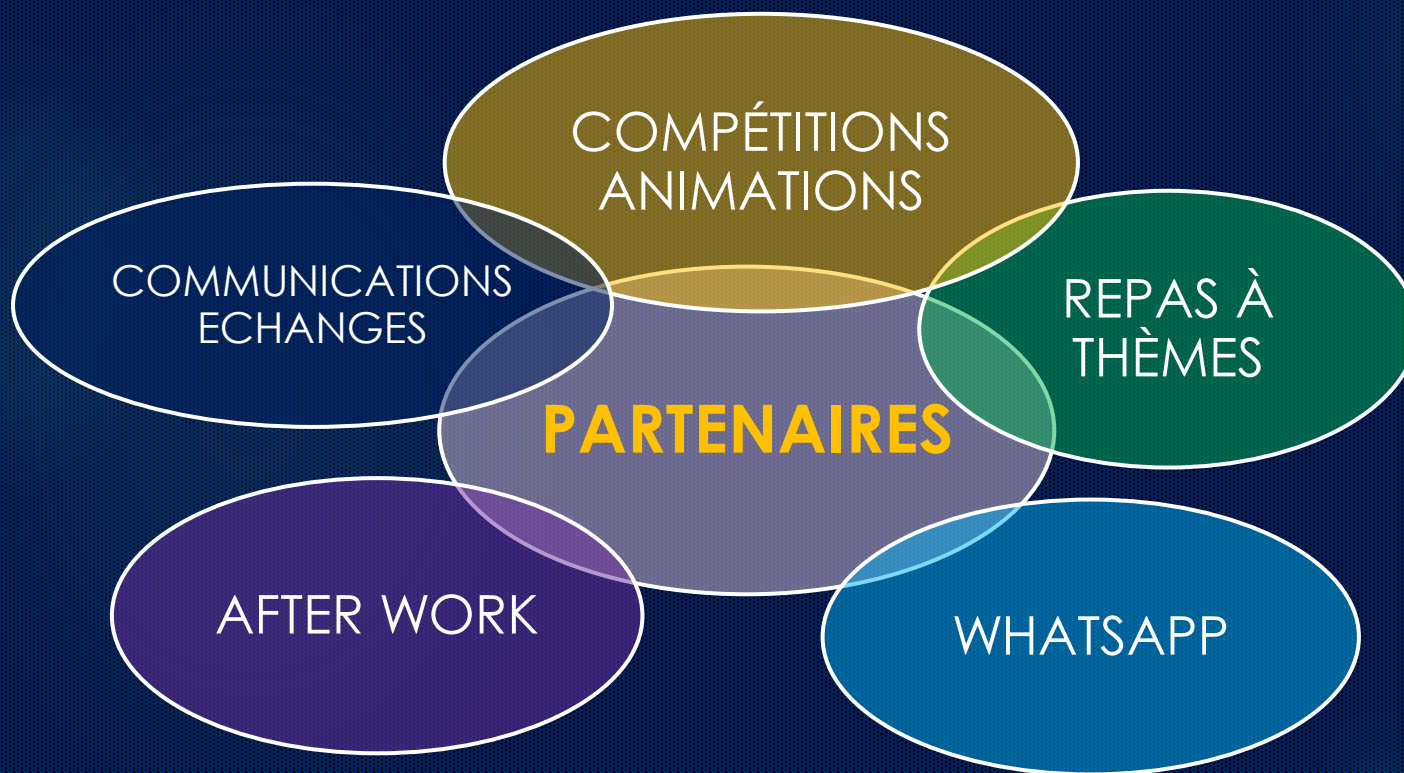 COMPÉTITIONS
ANIMATIONS
COMMUNICATIONS
ECHANGES
REPAS À
THÈMES
PARTENAIRES
AFTER WORK
WHATSAPP